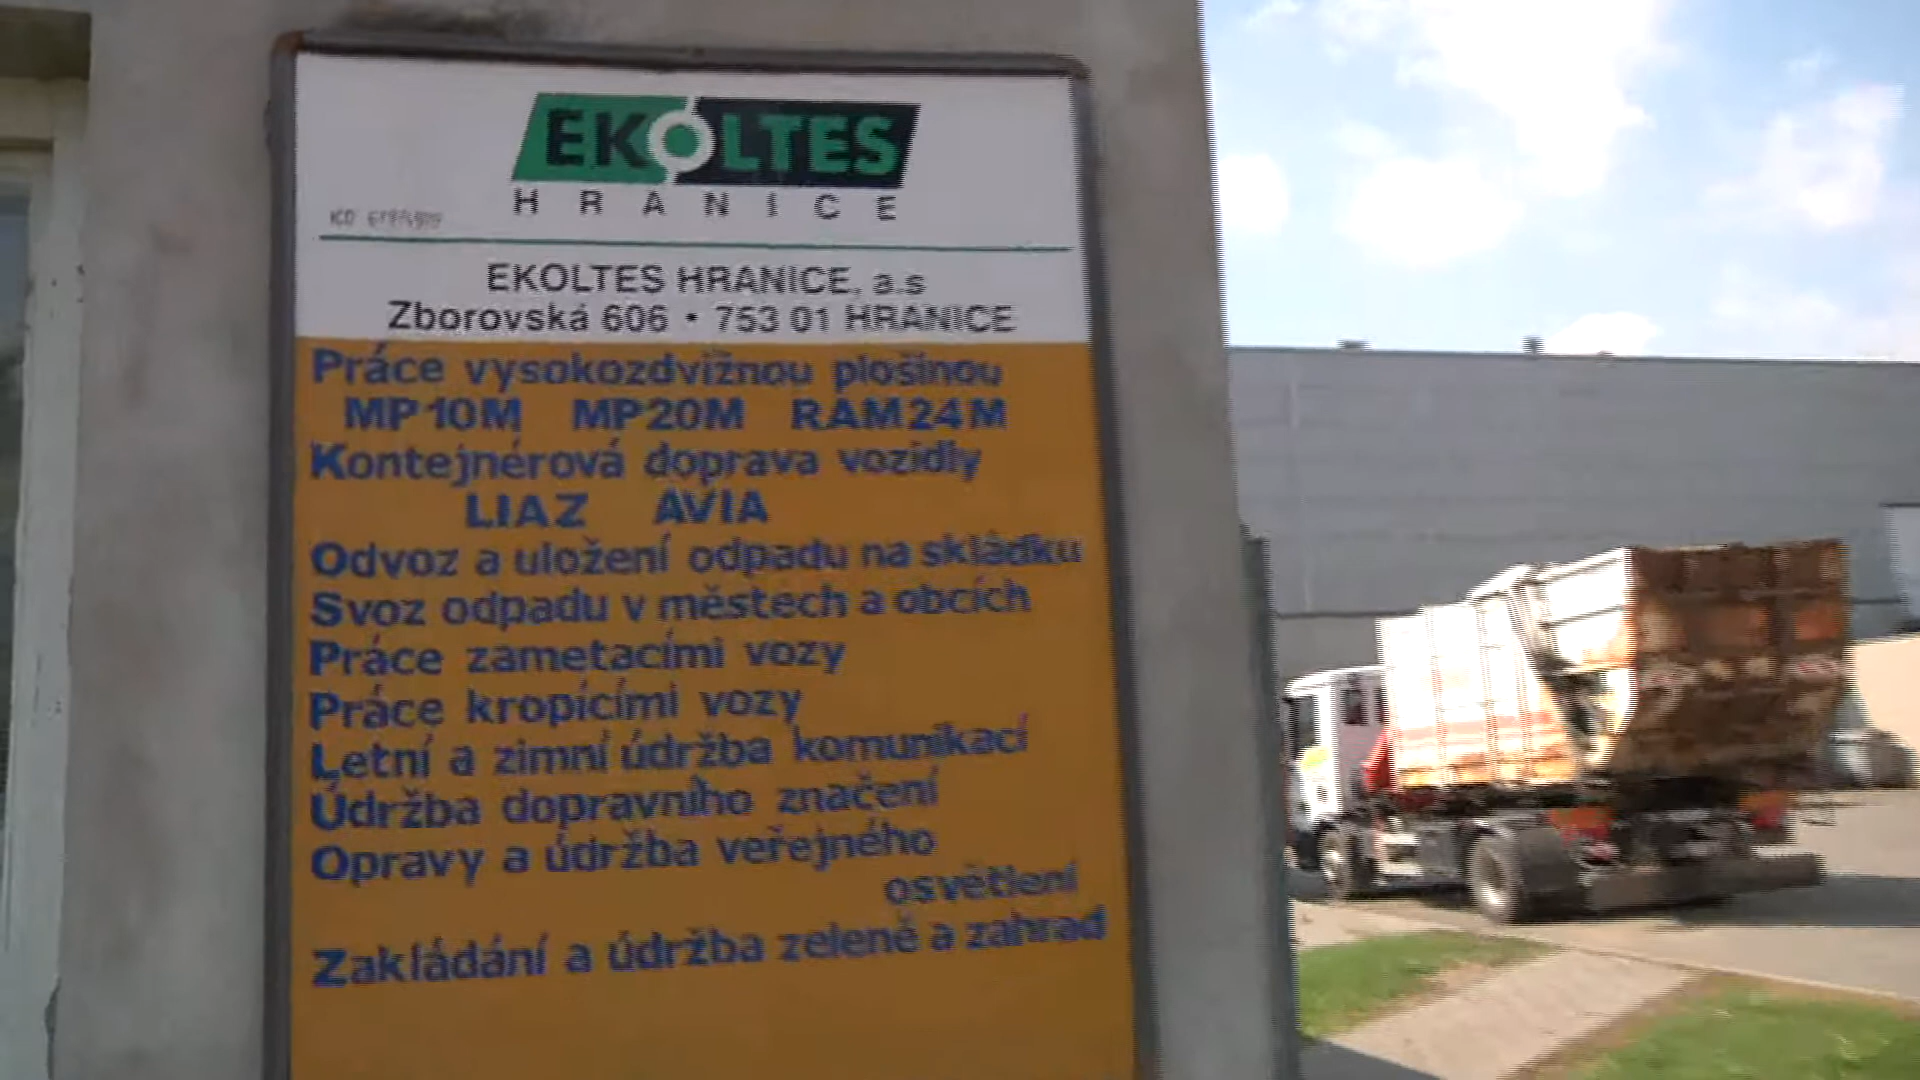 EKOLTES
HRANICE
EKOLTES HRANICE, a.s
Zborovská 606 • 753 01 HRANICE
Práce vysokozdvižnou plošinou
MP10M MP20M RAM24M
Kontejnérová doprava vozidly
LIAZ AVIA
Odvoz a uložení odpadu na skládku
Svoz odpadu v městech a obcích
Práce zametacími vozy
Práce kropícími vozy
Letní a zimní údržba komunikací
Údržba dopravního značení
Opravy a údržba veřejného
osvětlení
Zakládání a údržba zeleně a zahrad